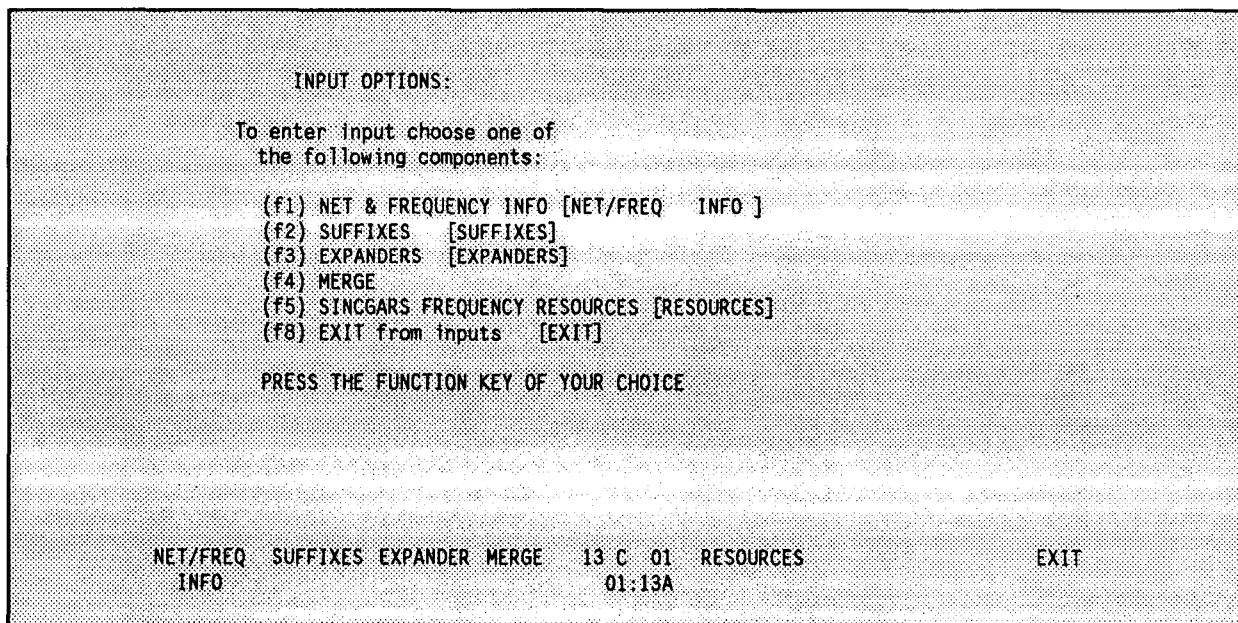 INPUT OPTIONS:
To enter input choose one of
the following components:
(f1) NET & FREQUENCY INFO [NET/FREQ INFO ]
(f2) SUFFIXES [SUFFIXES]
(f3) EXPANDERS [EXPANDERS]
(f4) MERGE
(f5) SINCGARS FREQUENCY RESOURCES [RESOURCES]
(f8) EXIT from inputs [EXIT]
PRESS THE FUNCTION KEY OF YOUR CHOICE
NET/FREQ SUFFIXES EXPANDER MERGE 13 C 01 RESOURCES EXIT
INFO 01:13A